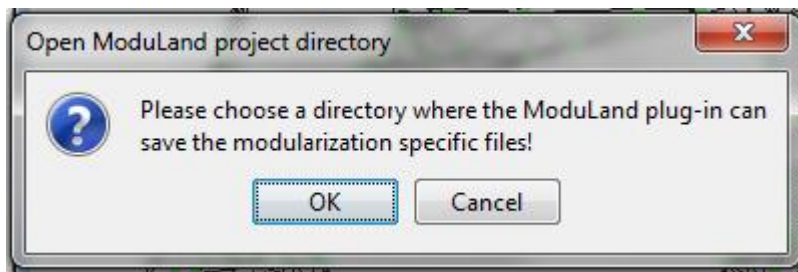 Open ModuLand project directory
Please choose a directory where the ModuLand plug-in can
save the modularization specific files!
OK
Cancel